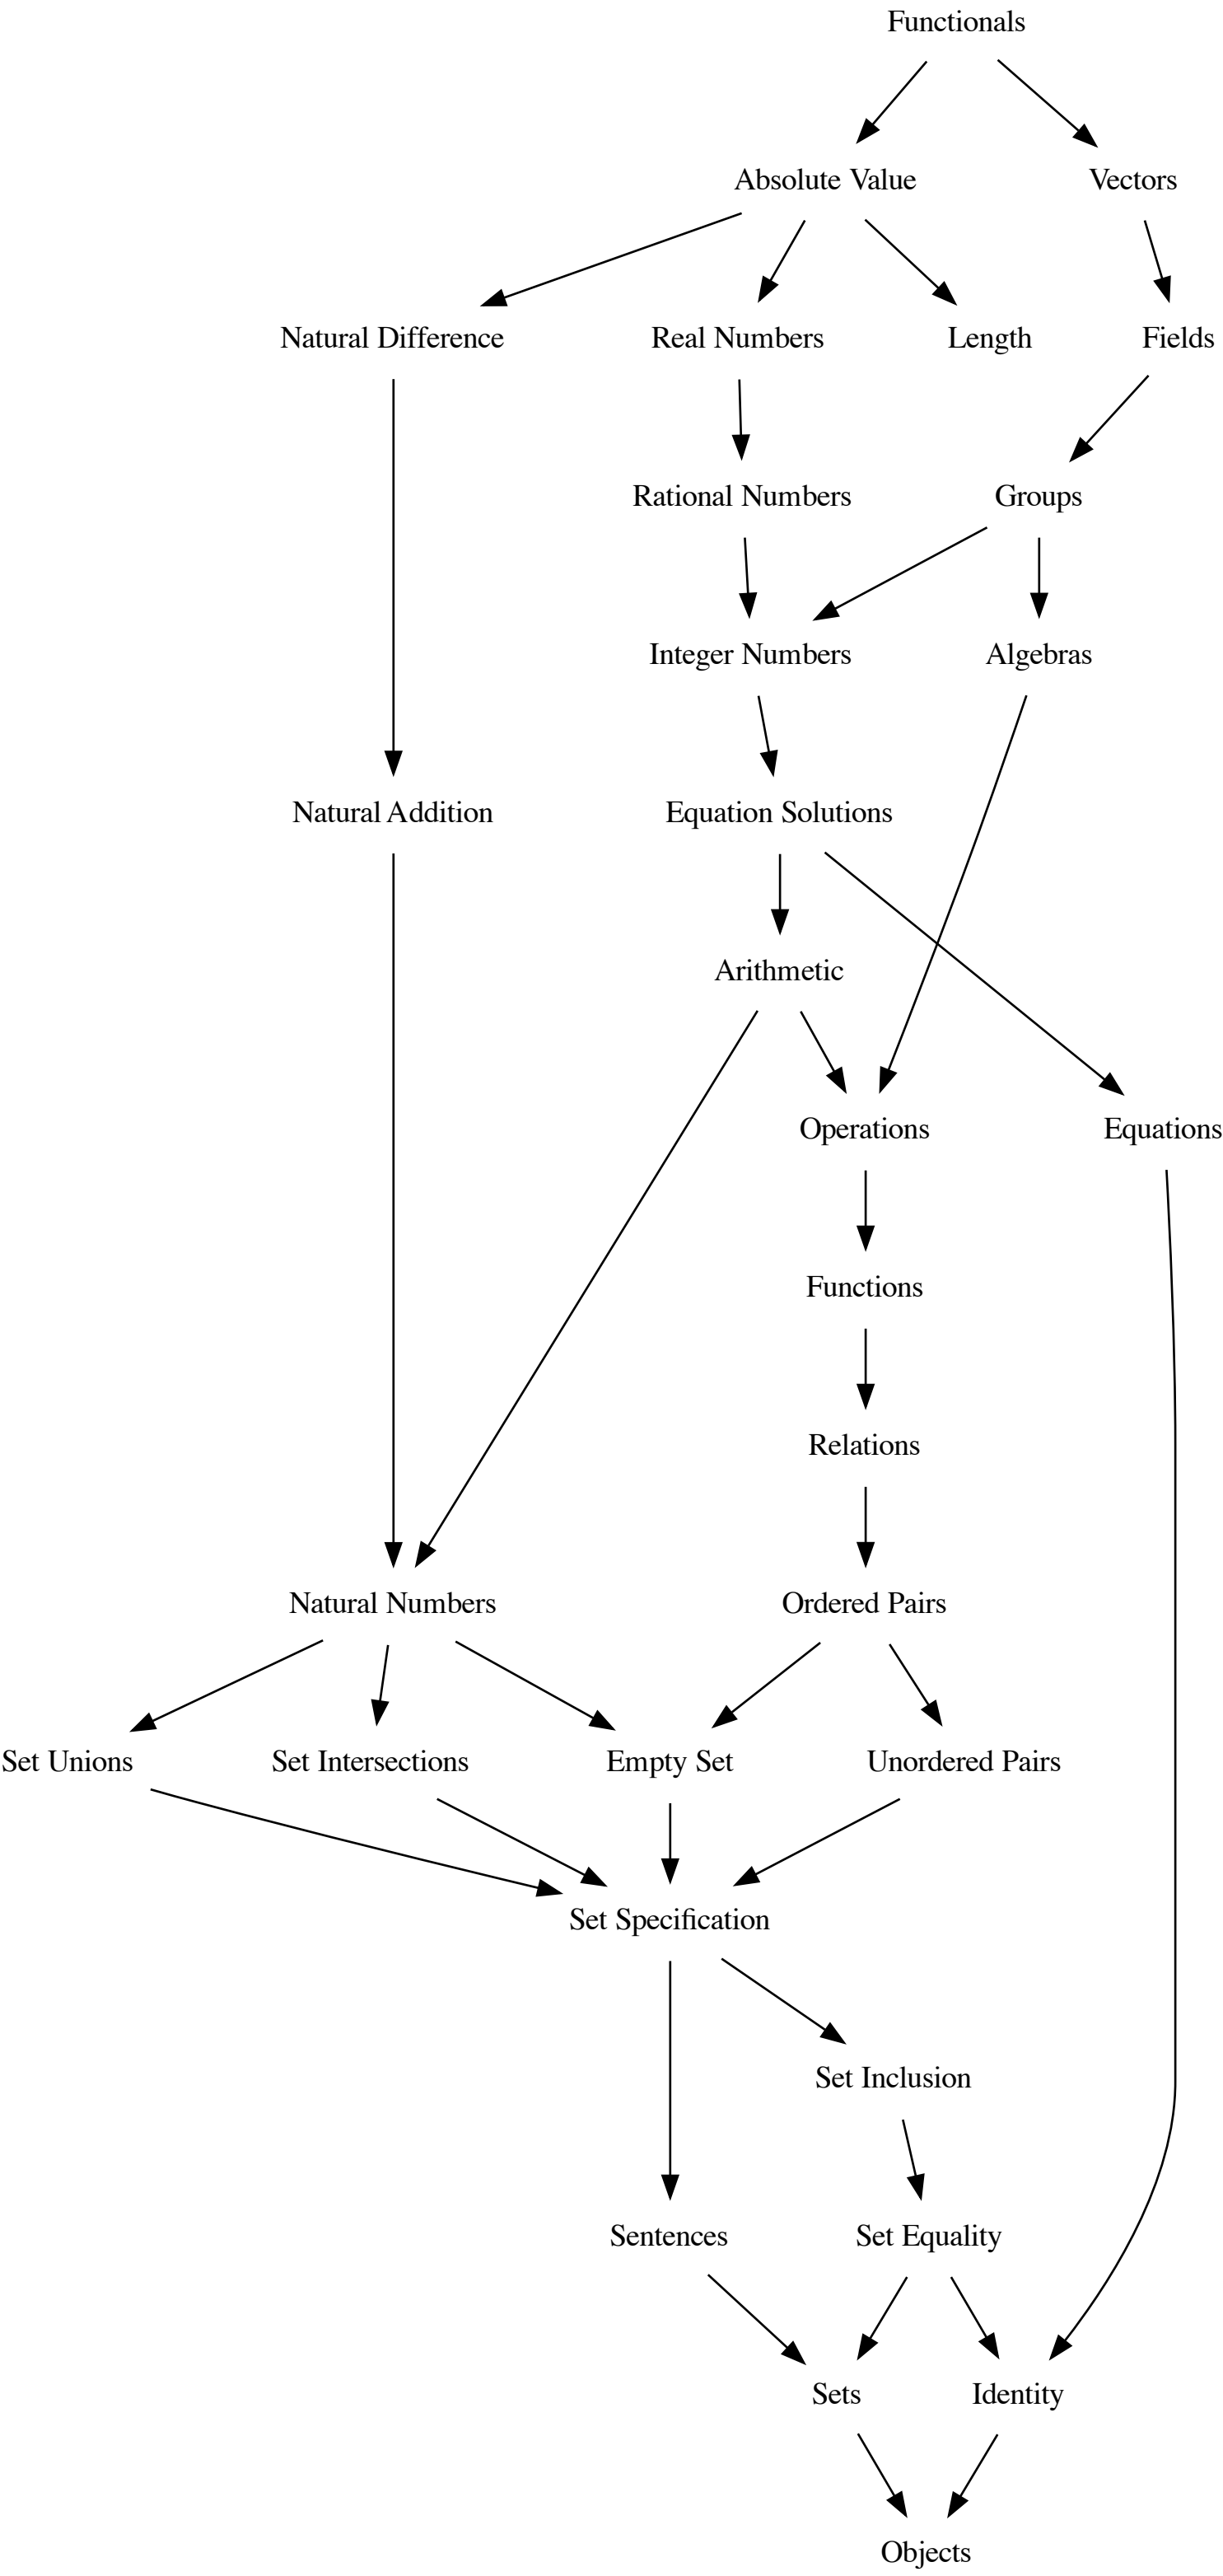 Functionals
Absolute Value
Vectors
Natural Difference
Real Numbers
Length
Fields
Rational Numbers
Groups
Integer Numbers
Algebras
Natural Addition
Equation Solutions
Arithmetic
Operations
Equations
Functions
Relations
Natural Numbers
Ordered Pairs
Set Unions
Set Intersections
Empty Set
Unordered Pairs
Set Specification
Set Inclusion
Sentences
Set Equality
Sets
Identity
Objects